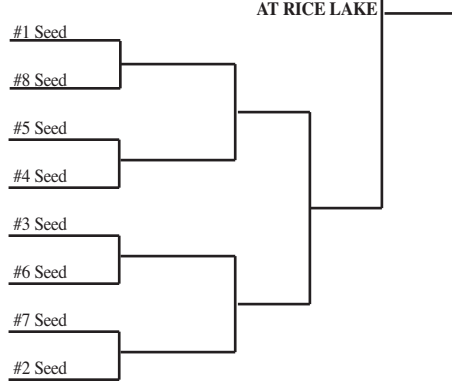 AT RICE LAKE
#1 Seed
#8 Seed
#5 Seed
#4 Seed
#3 Seed
#6 Seed
#7 Seed
#2 Seed